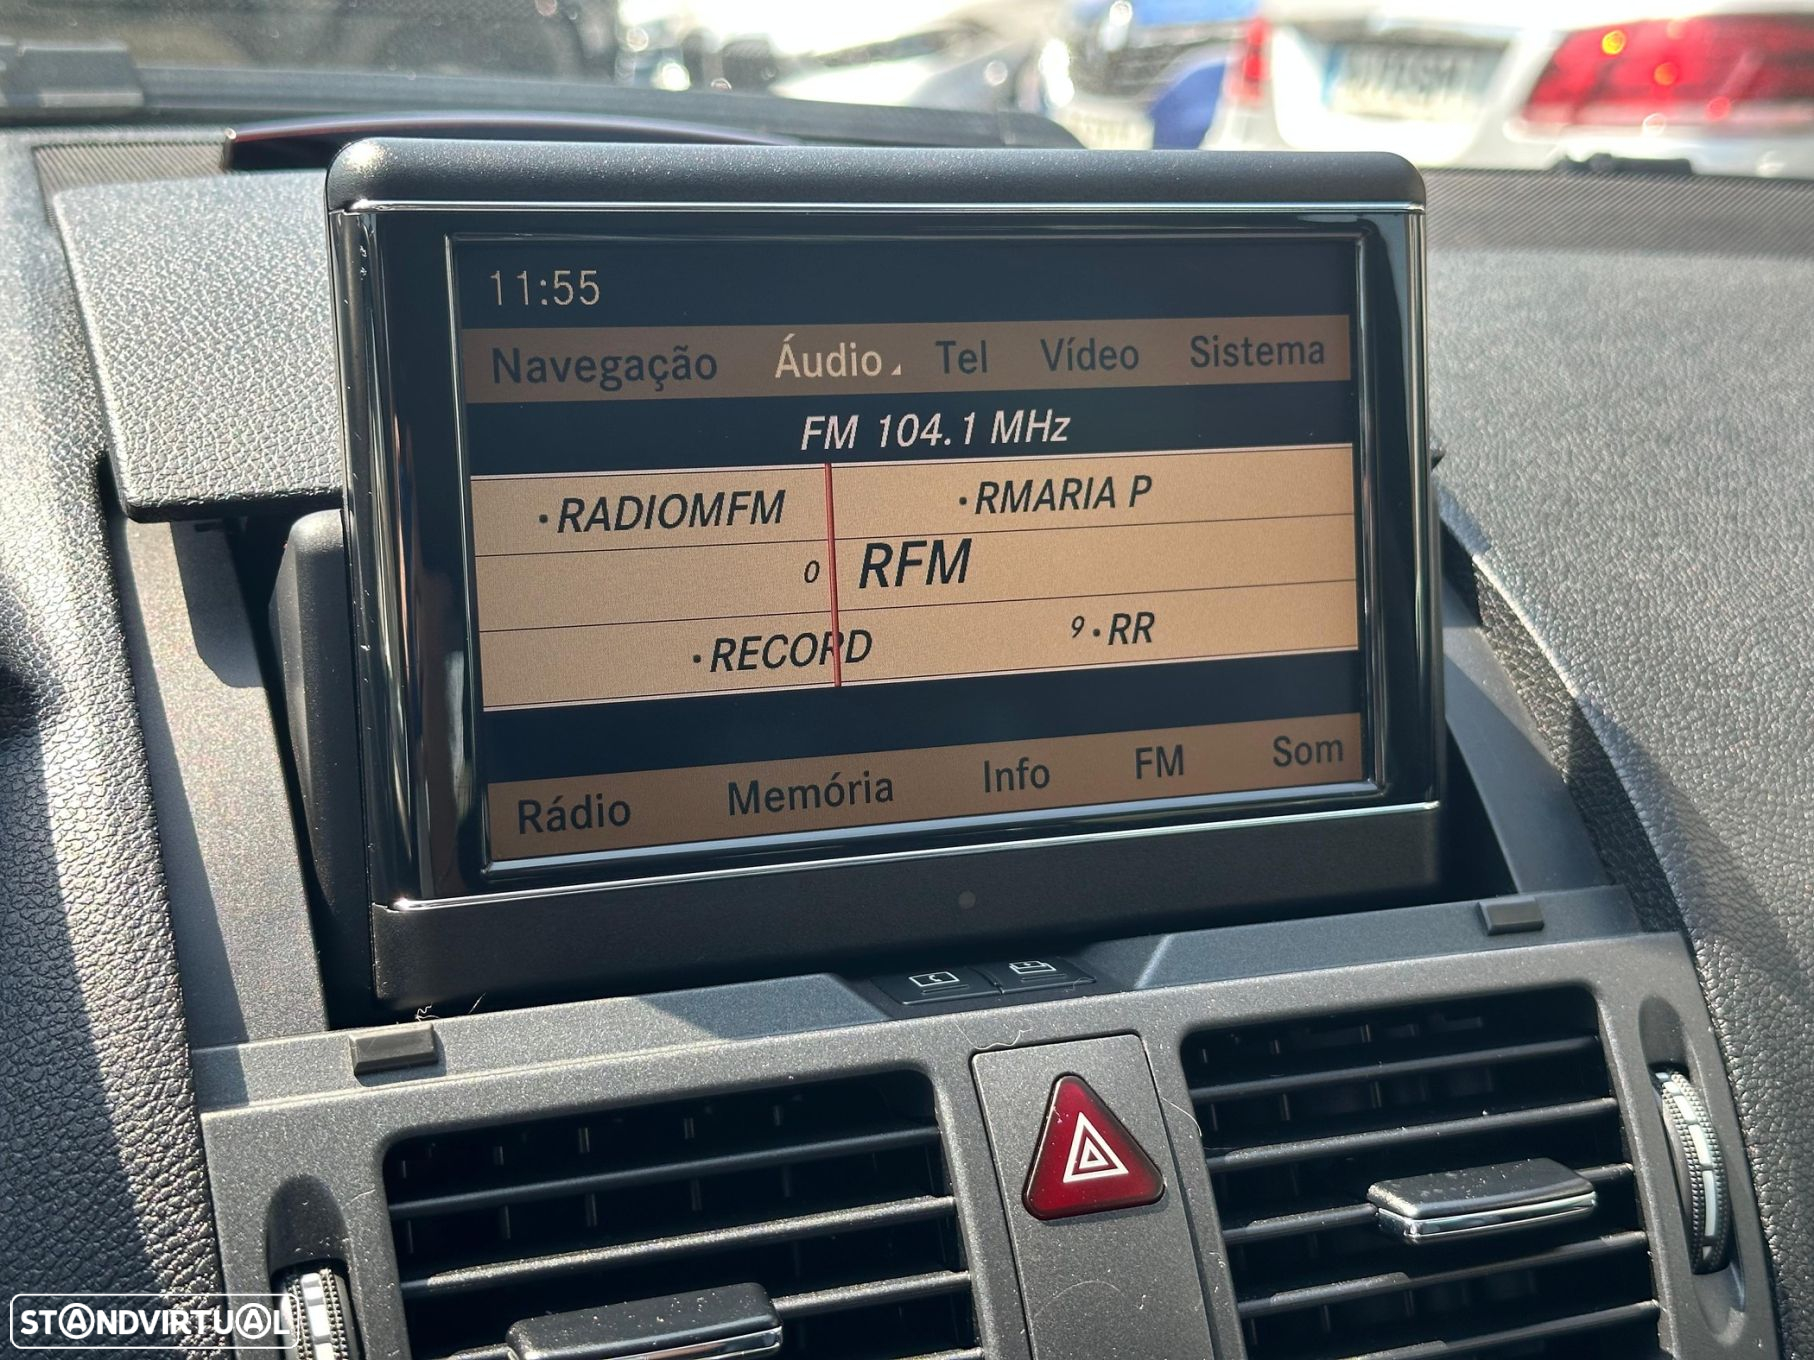 11:55
Navegação Áudio Tel Vídeo Sistema
FM 104.1 MHz
·RADIOMFM ·RMARIA P
0 RFM
·RECORD 9·RR
Rádio Memória Info FM Som
STANDVIRTUAL